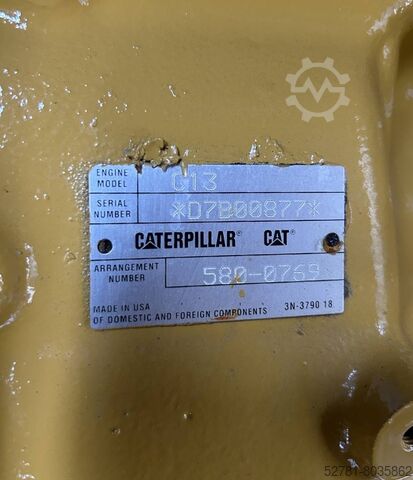 ENGINE MODEL C13
SERIAL NUMBER *D7B00877*
CATERPILLAR® CAT®
ARRANGEMENT NUMBER 580-0769
MADE IN USA 3N-3790 18
OF DOMESTIC AND FOREIGN COMPONENTS
52781-8035862